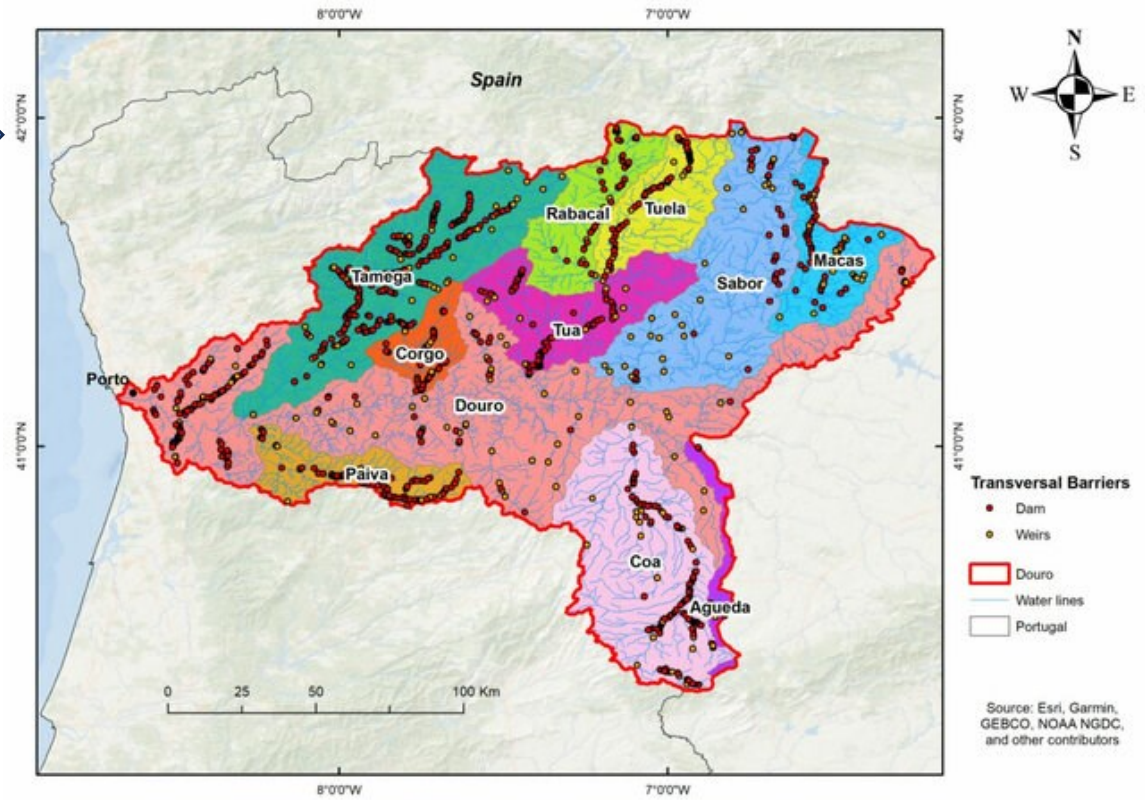 8°0'0"W
7°0'0"W
N
W
E
S
Spain
42°0'0"N
42°0'0"N
Rabacal
Tuela
Tamega
Macas
Sabor
Tua
Corgo
Porto
Douro
41°0'0"N
41°0'0"N
Paiva
Coa
Agueda
Transversal Barriers
Dam
Weirs
Douro
Water lines
Portugal
0
25
50
100 Km
Source: Esri, Garmin,
GEBCO, NOAA NGDC,
and other contributors
8°0'0"W
7°0'0"W